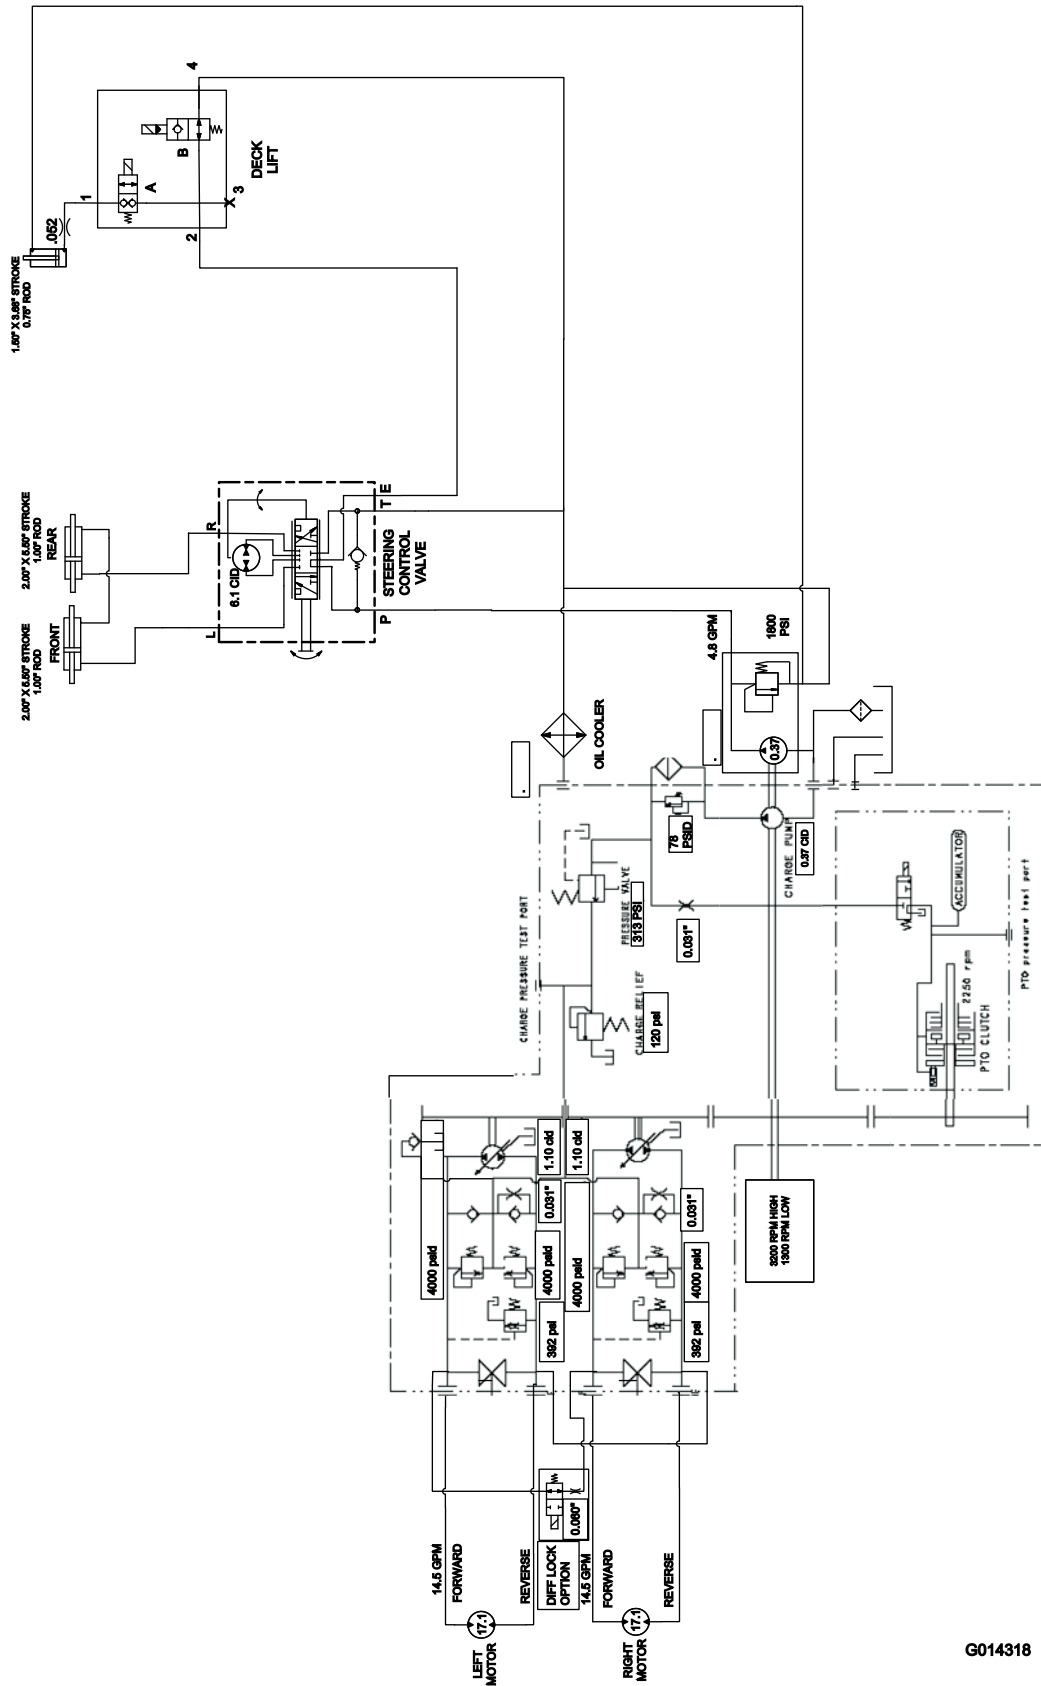 1.50" X 3.66" STROKE
0.75" ROD
.052
1
2
3
4
A
B
DECK
LIFT
2.00" X 5.50" STROKE
1.00" ROD
REAR
2.00" X 5.50" STROKE
1.00" ROD
FRONT
L
R
6.1 CID
P
T
E
STEERING
CONTROL
VALVE
4.8 GPM
1800
PSI
0.37
OIL COOLER
78
PSID
CHARGE PUMP
0.37 CID
CHARGE PRESSURE TEST PORT
PRESSURE VALVE
313 PSI
0.031"
CHARGE RELIEF
120 psi
ACCUMULATOR
2250 rpm
PTO CLUTCH
PTO pressure test port
3200 RPM HIGH
1300 RPM LOW
1.10 cid
1.10 cid
0.031"
0.031"
4000 psid
4000 psid
4000 psid
4000 psid
392 psi
392 psi
0.060"
DIFF LOCK
OPTION
14.5 GPM
FORWARD
REVERSE
14.5 GPM
FORWARD
REVERSE
17.1
LEFT
MOTOR
17.1
RIGHT
MOTOR
G014318